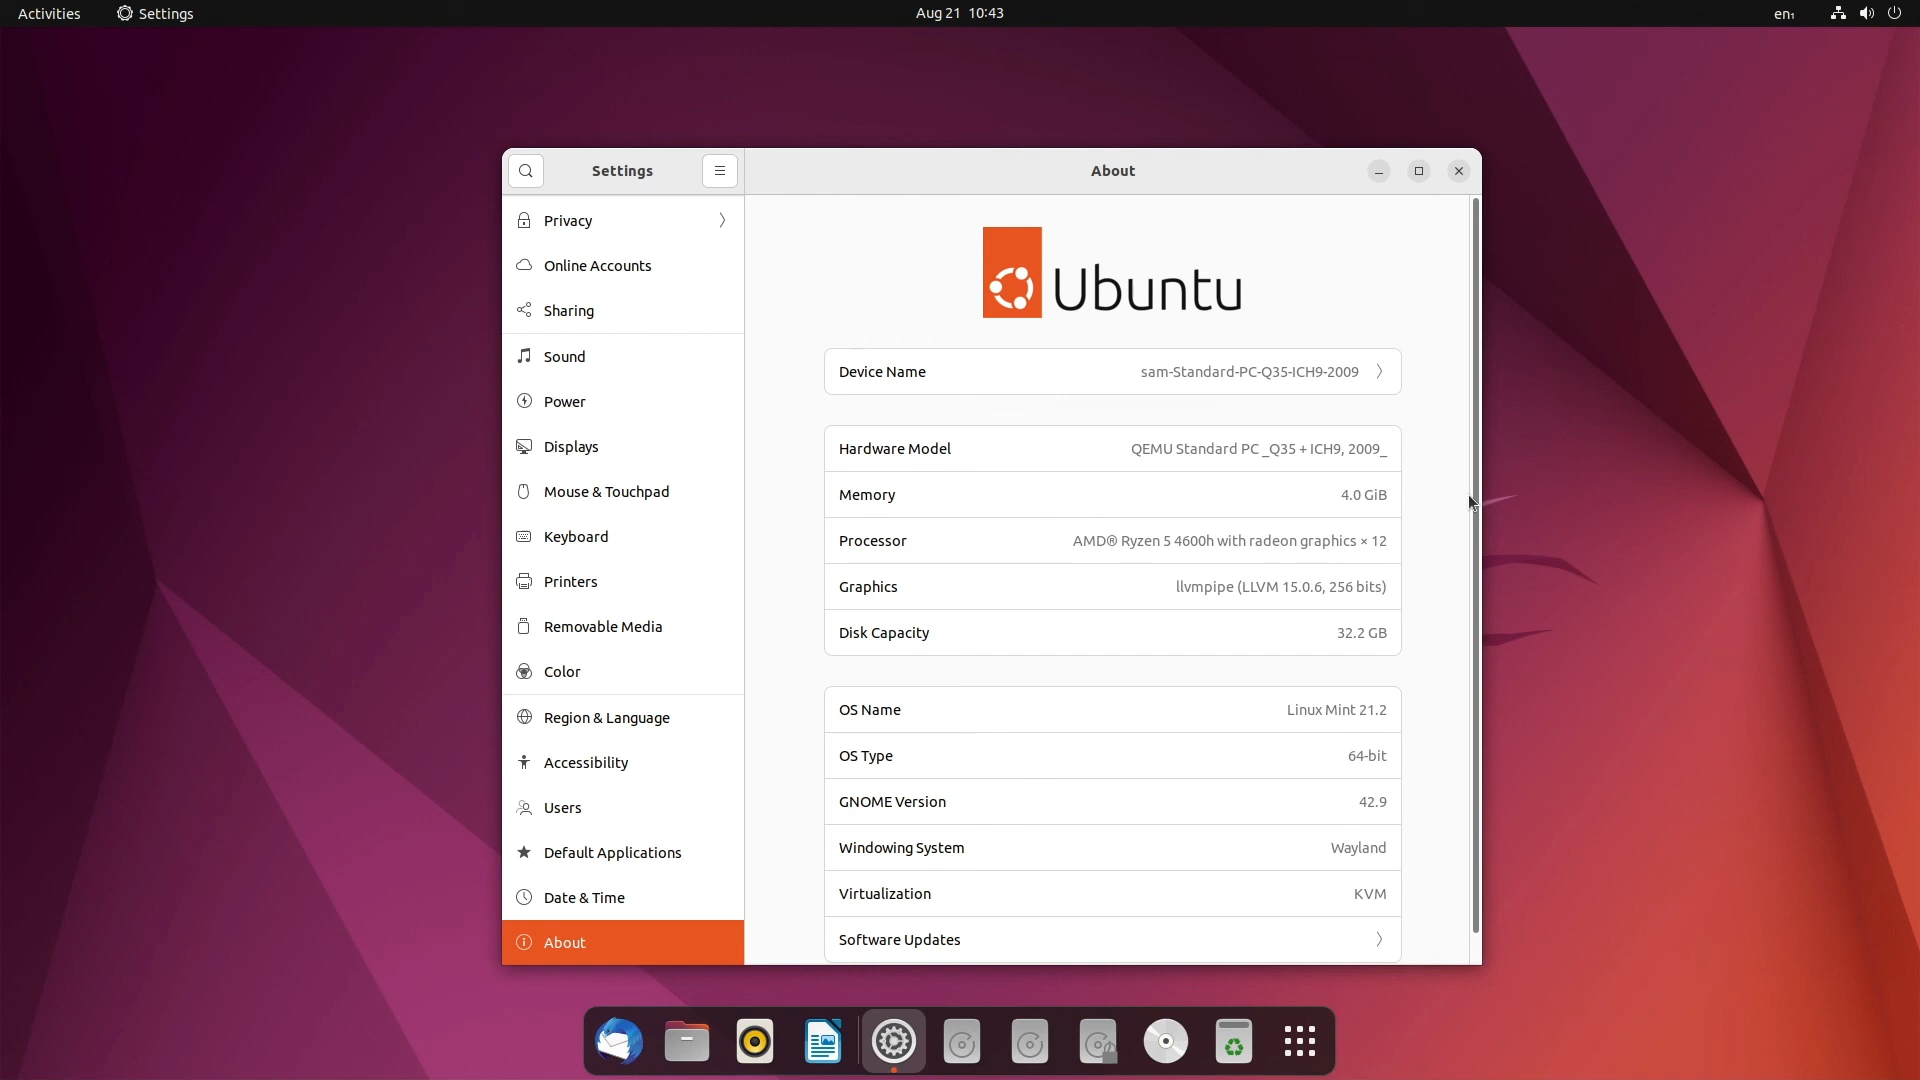 Activities
Settings
Aug 21 10:43
en₁
Settings
About
Privacy
Online Accounts
Sharing
Sound
Power
Displays
Mouse & Touchpad
Keyboard
Printers
Removable Media
Color
Region & Language
Accessibility
Users
Default Applications
Date & Time
About
Ubuntu
Device Name sam-Standard-PC-Q35-ICH9-2009
Hardware Model QEMU Standard PC _Q35 + ICH9, 2009_
Memory 4.0 GiB
Processor AMD® Ryzen 5 4600h with radeon graphics × 12
Graphics llvmpipe (LLVM 15.0.6, 256 bits)
Disk Capacity 32.2 GB
OS Name Linux Mint 21.2
OS Type 64-bit
GNOME Version 42.9
Windowing System Wayland
Virtualization KVM
Software Updates